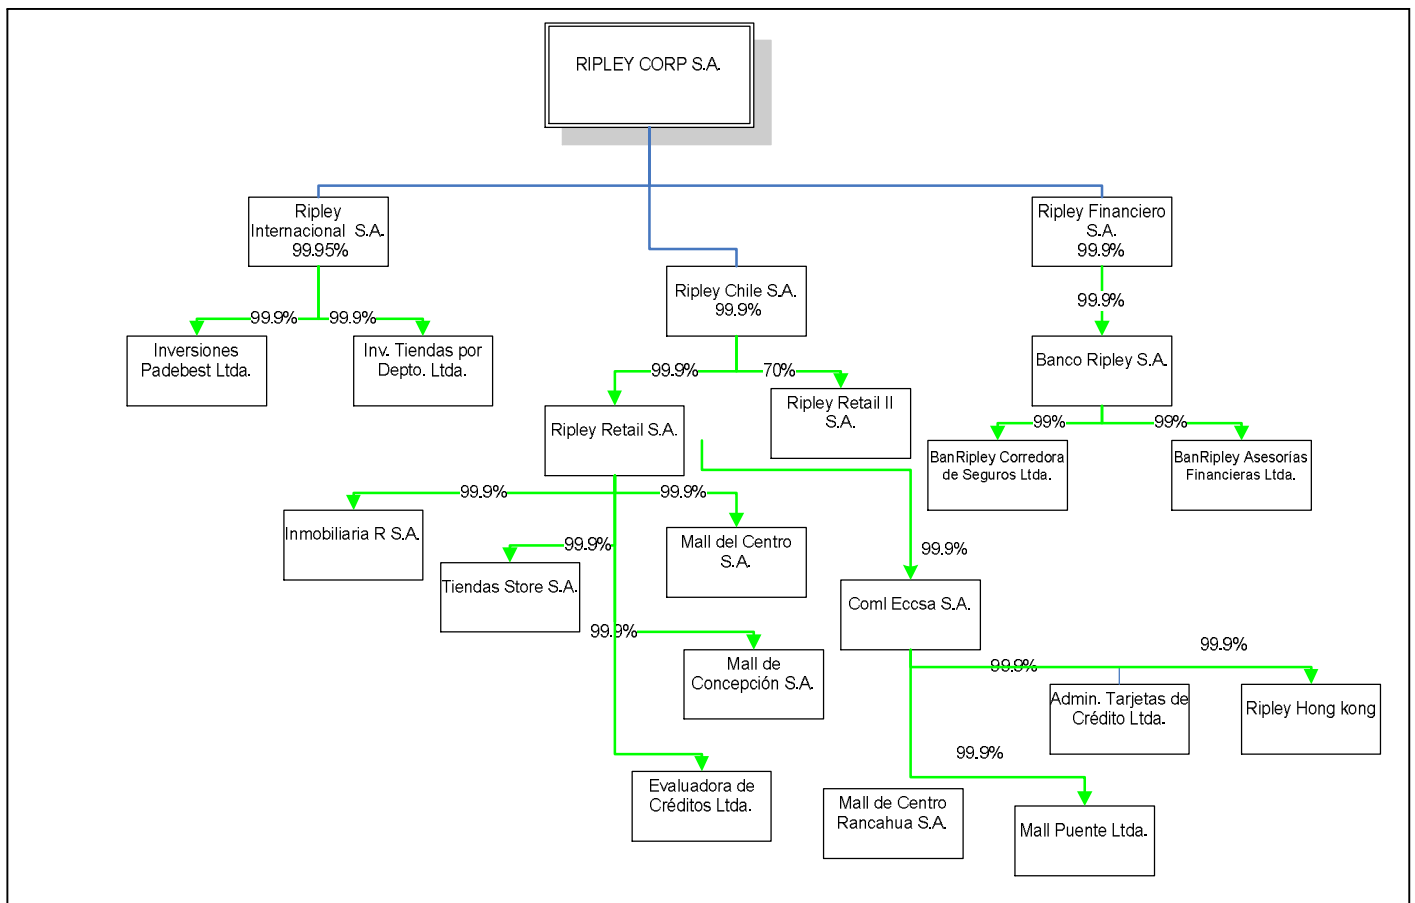 RIPLEY CORP S.A.
Ripley
Internacional S.A.
99.95%
Ripley Financiero
S.A.
99.9%
Ripley Chile S.A.
99.9%
99.9%
99.9%
99.9%
Inversiones
Padebest Ltda.
Inv. Tiendas por
Depto. Ltda.
Banco Ripley S.A.
99.9%
70%
Ripley Retail S.A.
Ripley Retail II
S.A.
99%
99%
BanRipley Corredora
de Seguros Ltda.
BanRipley Asesorías
Financieras Ltda.
99.9%
99.9%
Inmobiliaria R S.A.
Mall del Centro
S.A.
99.9%
99.9%
Tiendas Store S.A.
Coml Eccsa S.A.
99.9%
99.9%
99.9%
Mall de
Concepción S.A.
Admin. Tarjetas de
Crédito Ltda.
Ripley Hong kong
99.9%
Evaluadora de
Créditos Ltda.
Mall de Centro
Rancahua S.A.
Mall Puente Ltda.